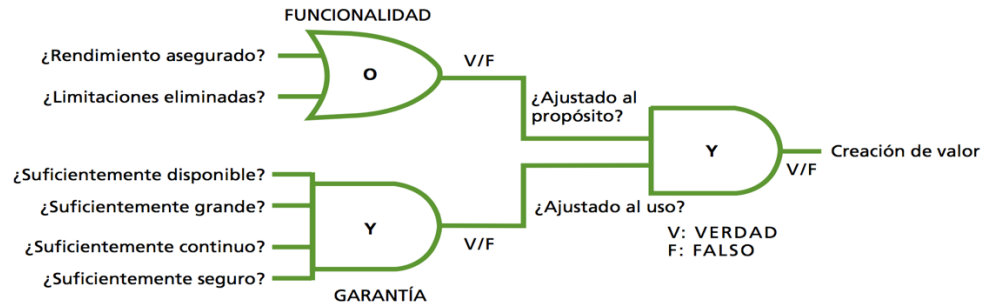 FUNCIONALIDAD
¿Rendimiento asegurado?
O
V/F
¿Limitaciones eliminadas?
¿Ajustado al
propósito?
Y
Creación de valor
V/F
¿Suficientemente disponible?
¿Suficientemente grande?
¿Ajustado al uso?
Y
V/F
¿Suficientemente continuo?
¿Suficientemente seguro?
V: VERDAD
F: FALSO
GARANTÍA